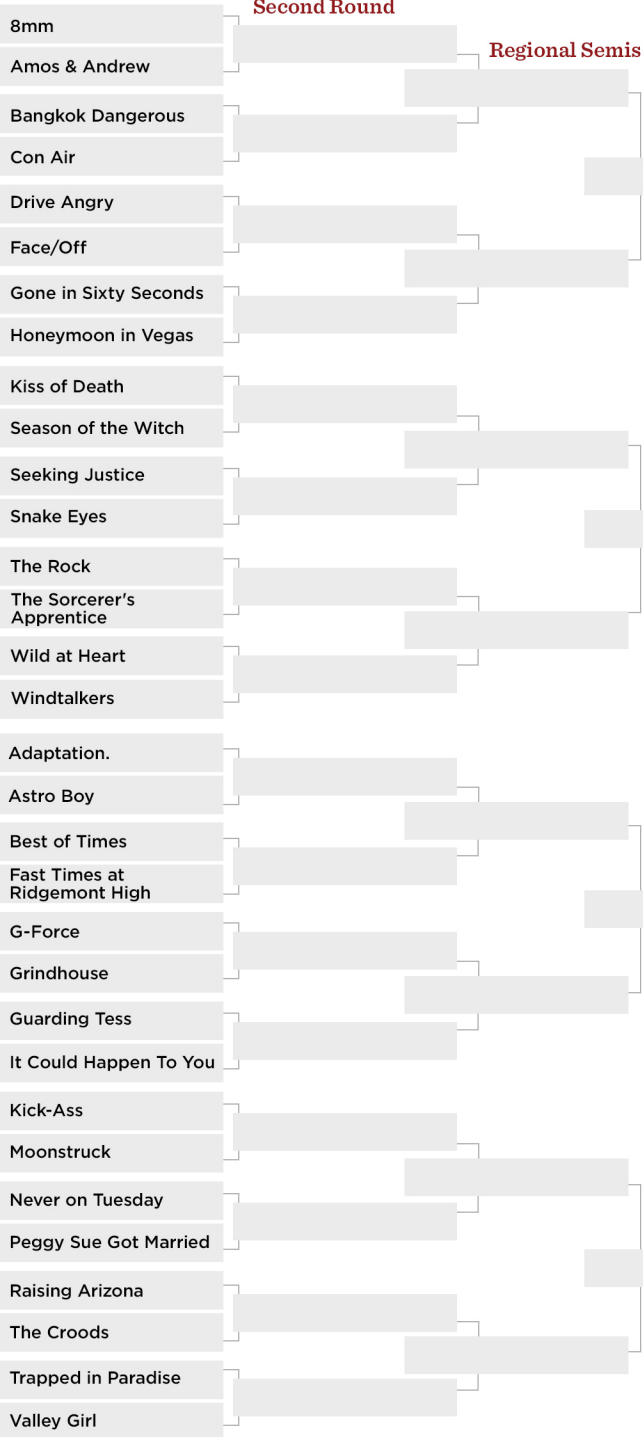 Second Round
Regional Semis
8mm
Amos & Andrew
Bangkok Dangerous
Con Air
Drive Angry
Face/Off
Gone in Sixty Seconds
Honeymoon in Vegas
Kiss of Death
Season of the Witch
Seeking Justice
Snake Eyes
The Rock
The Sorcerer's
Apprentice
Wild at Heart
Windtalkers
Adaptation.
Astro Boy
Best of Times
Fast Times at
Ridgemont High
G-Force
Grindhouse
Guarding Tess
It Could Happen To You
Kick-Ass
Moonstruck
Never on Tuesday
Peggy Sue Got Married
Raising Arizona
The Croods
Trapped in Paradise
Valley Girl